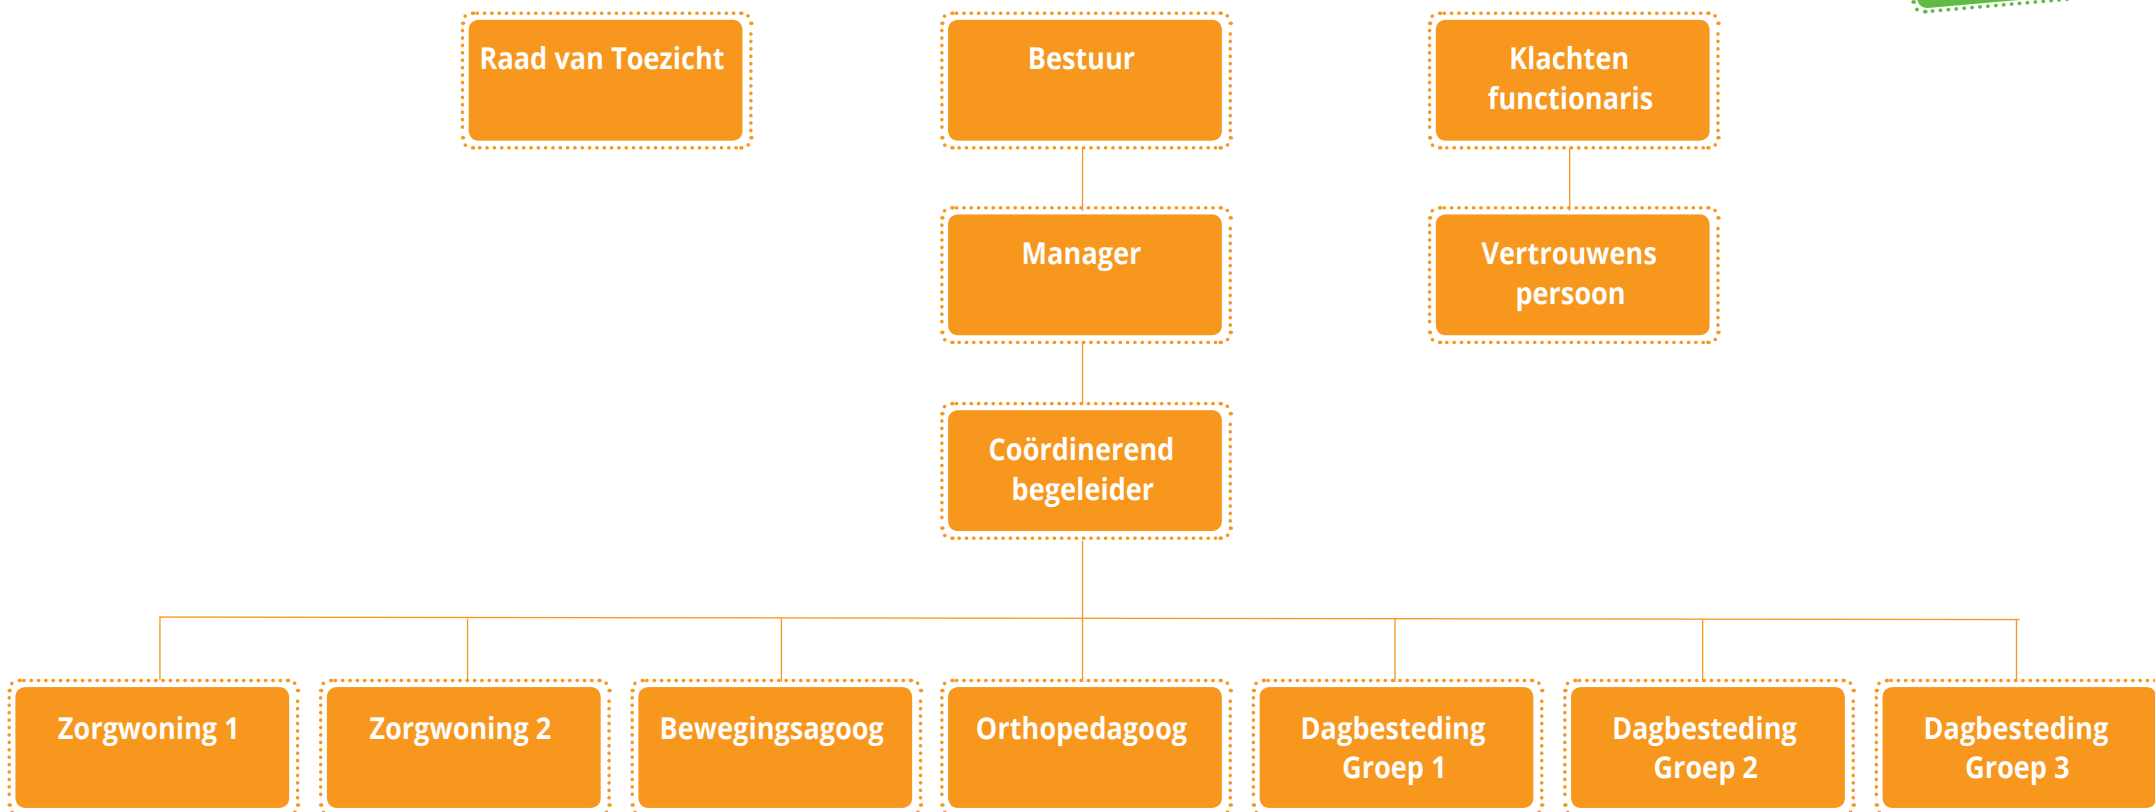 Raad van Toezicht
Bestuur
Klachten
functionaris
Manager
Vertrouwens
persoon
Coördinerend
begeleider
Zorgwoning 1
Zorgwoning 2
Bewegingsagoog
Orthopedagoog
Dagbesteding
Groep 1
Dagbesteding
Groep 2
Dagbesteding
Groep 3